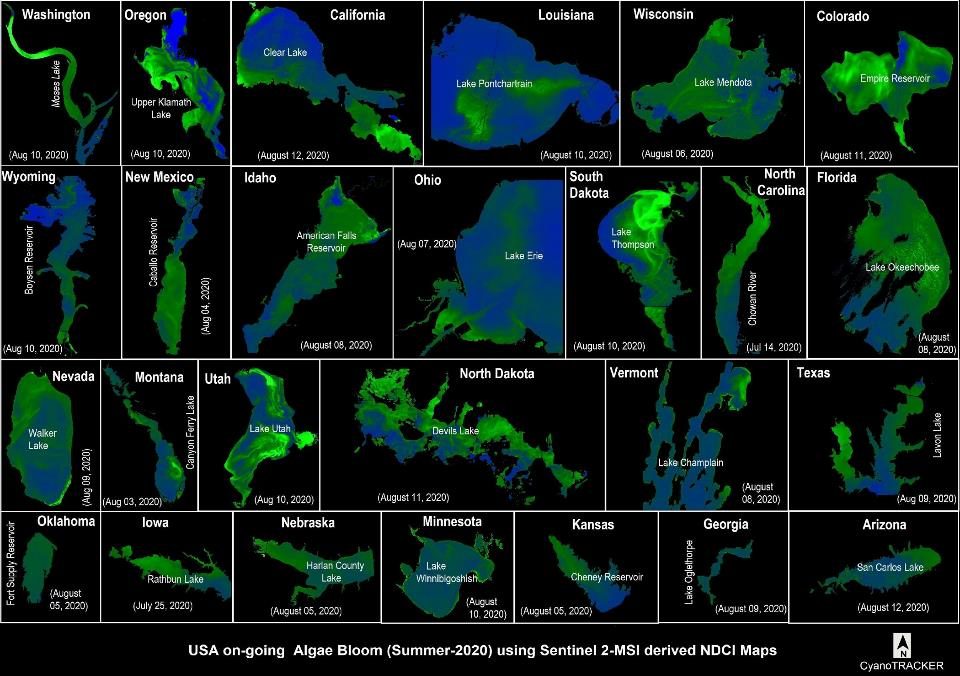 Washington
Moses Lake
(Aug 10, 2020)
Oregon
Upper Klamath
Lake
(Aug 10, 2020)
California
Clear Lake
(August 12, 2020)
Louisiana
Lake Pontchartrain
(August 10, 2020)
Wisconsin
Lake Mendota
(August 06, 2020)
Colorado
Empire Reservoir
(August 11, 2020)
Wyoming
Boysen Reservoir
(Aug 10, 2020)
New Mexico
Caballo Reservoir
(Aug 04, 2020)
Idaho
American Falls
Reservoir
(August 08, 2020)
Ohio
(Aug 07, 2020)
Lake Erie
South
Dakota
Lake
Thompson
(August 10, 2020)
North
Carolina
Chowan River
(Jul 14, 2020)
Florida
Lake Okeechobee
(August
08, 2020)
Nevada
Walker
Lake
(Aug 09, 2020)
Montana
Canyon Ferry Lake
(Aug 03, 2020)
Utah
Lake Utah
(Aug 10, 2020)
North Dakota
Devils Lake
(August 11, 2020)
Vermont
Lake Champlain
(August
08, 2020)
Texas
Lavon Lake
(Aug 09, 2020)
Oklahoma
Fort Supply Reservoir
(August
05, 2020)
Iowa
Rathbun Lake
(July 25, 2020)
Nebraska
Harlan County
Lake
(August 05, 2020)
Minnesota
Lake
Winnibigoshish
(August
10, 2020)
Kansas
Cheney Reservoir
(August 05, 2020)
Georgia
Lake Oglethorpe
(August 09, 2020)
Arizona
San Carlos Lake
(August 12, 2020)
USA on-going Algae Bloom (Summer-2020) using Sentinel 2-MSI derived NDCI Maps
N
CyanoTRACKER